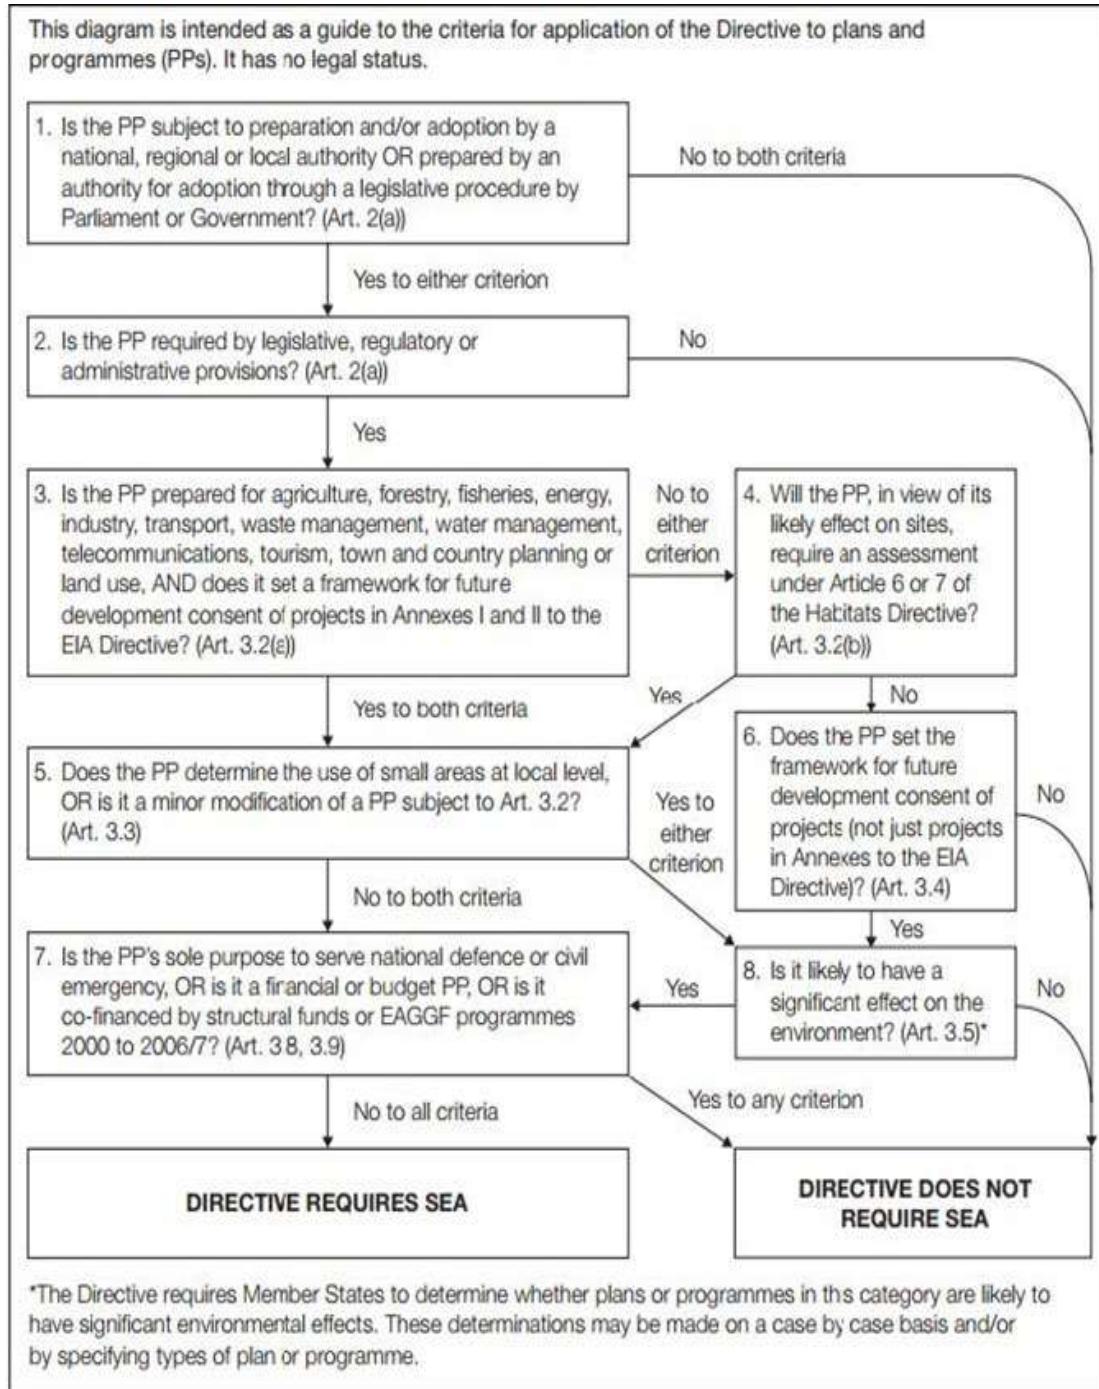 This diagram is intended as a guide to the criteria for application of the Directive to plans and
programmes (PPs). It has no legal status.
1. Is the PP subject to preparation and/or adoption by a
national, regional or local authority OR prepared by an
authority for adoption through a legislative procedure by
Parliament or Government? (Art. 2(a))
No to both criteria
Yes to either criterion
2. Is the PP required by legislative, regulatory or
administrative provisions? (Art. 2(a))
No
Yes
3. Is the PP prepared for agriculture, forestry, fisheries, energy,
industry, transport, waste management, water management,
telecommunications, tourism, town and country planning or
land use, AND does it set a framework for future
development consent of projects in Annexes I and II to the
EIA Directive? (Art. 3.2(a))
No to
either
criterion
4. Will the PP, in view of its
likely effect on sites,
require an assessment
under Article 6 or 7 of
the Habitats Directive?
(Art. 3.2(b))
Yes to both criteria
Yes
No
5. Does the PP determine the use of small areas at local level,
OR is it a minor modification of a PP subject to Art. 3.2?
(Art. 3.3)
Yes to
either
criterion
6. Does the PP set the
framework for future
development consent of
projects (not just projects
in Annexes to the EIA
Directive)? (Art. 3.4)
No
No to both criteria
Yes
7. Is the PP's sole purpose to serve national defence or civil
emergency, OR is it a financial or budget PP, OR is it
co-financed by structural funds or EAGGF programmes
2000 to 2006/7? (Art. 3 8, 3.9)
Yes
8. Is it likely to have a
significant effect on the
environment? (Art. 3.5)*
No
No to all criteria
Yes to any criterion
DIRECTIVE REQUIRES SEA
DIRECTIVE DOES NOT
REQUIRE SEA
*The Directive requires Member States to determine whether plans or programmes in this category are likely to
have significant environmental effects. These determinations may be made on a case by case basis and/or
by specifying types of plan or programme.